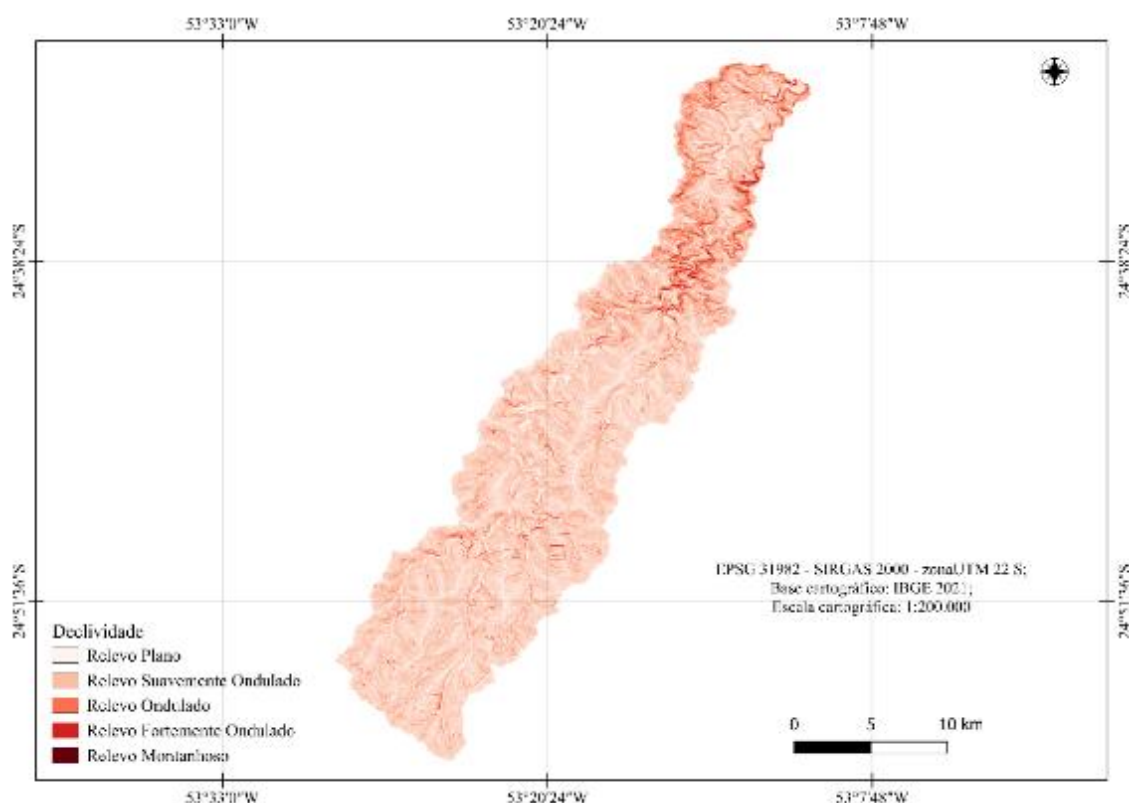 53°33'0"W 53°20'24"W 53°7'48"W
24°38'24"S 24°38'24"S
EPSG 31982 - SIRGAS 2000 - zonaUTM 22 S;
Base cartográfico: IBGE 2021;
Escala cartográfica: 1:200.000
24°51'36"S 24°51'36"S
Declividade
Relevo Plano
Relevo Suavemente Ondulado
Relevo Ondulado
Relevo Fortemente Ondulado
Relevo Montanhoso
0 5 10 km
53°33'0"W 53°20'24"W 53°7'48"W